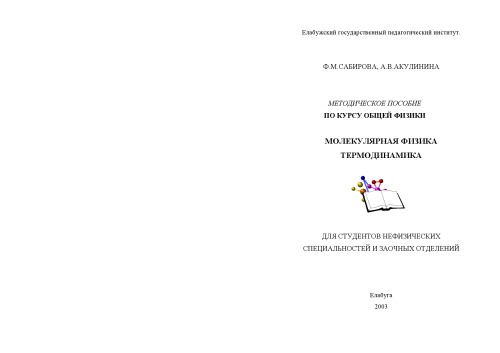 Елабужский государственный педагогический институт
Ф.М.САБИРОВА, А.В.АКУЛИНИНА
МЕТОДИЧЕСКОЕ ПОСОБИЕ
ПО КУРСУ ОБЩЕЙ ФИЗИКИ
МОЛЕКУЛЯРНАЯ ФИЗИКА
ТЕРМОДИНАМИКА
ДЛЯ СТУДЕНТОВ НЕФИЗИЧЕСКИХ
СПЕЦИАЛЬНОСТЕЙ И ЗАОЧНЫХ ОТДЕЛЕНИЙ
Елабуга
2003